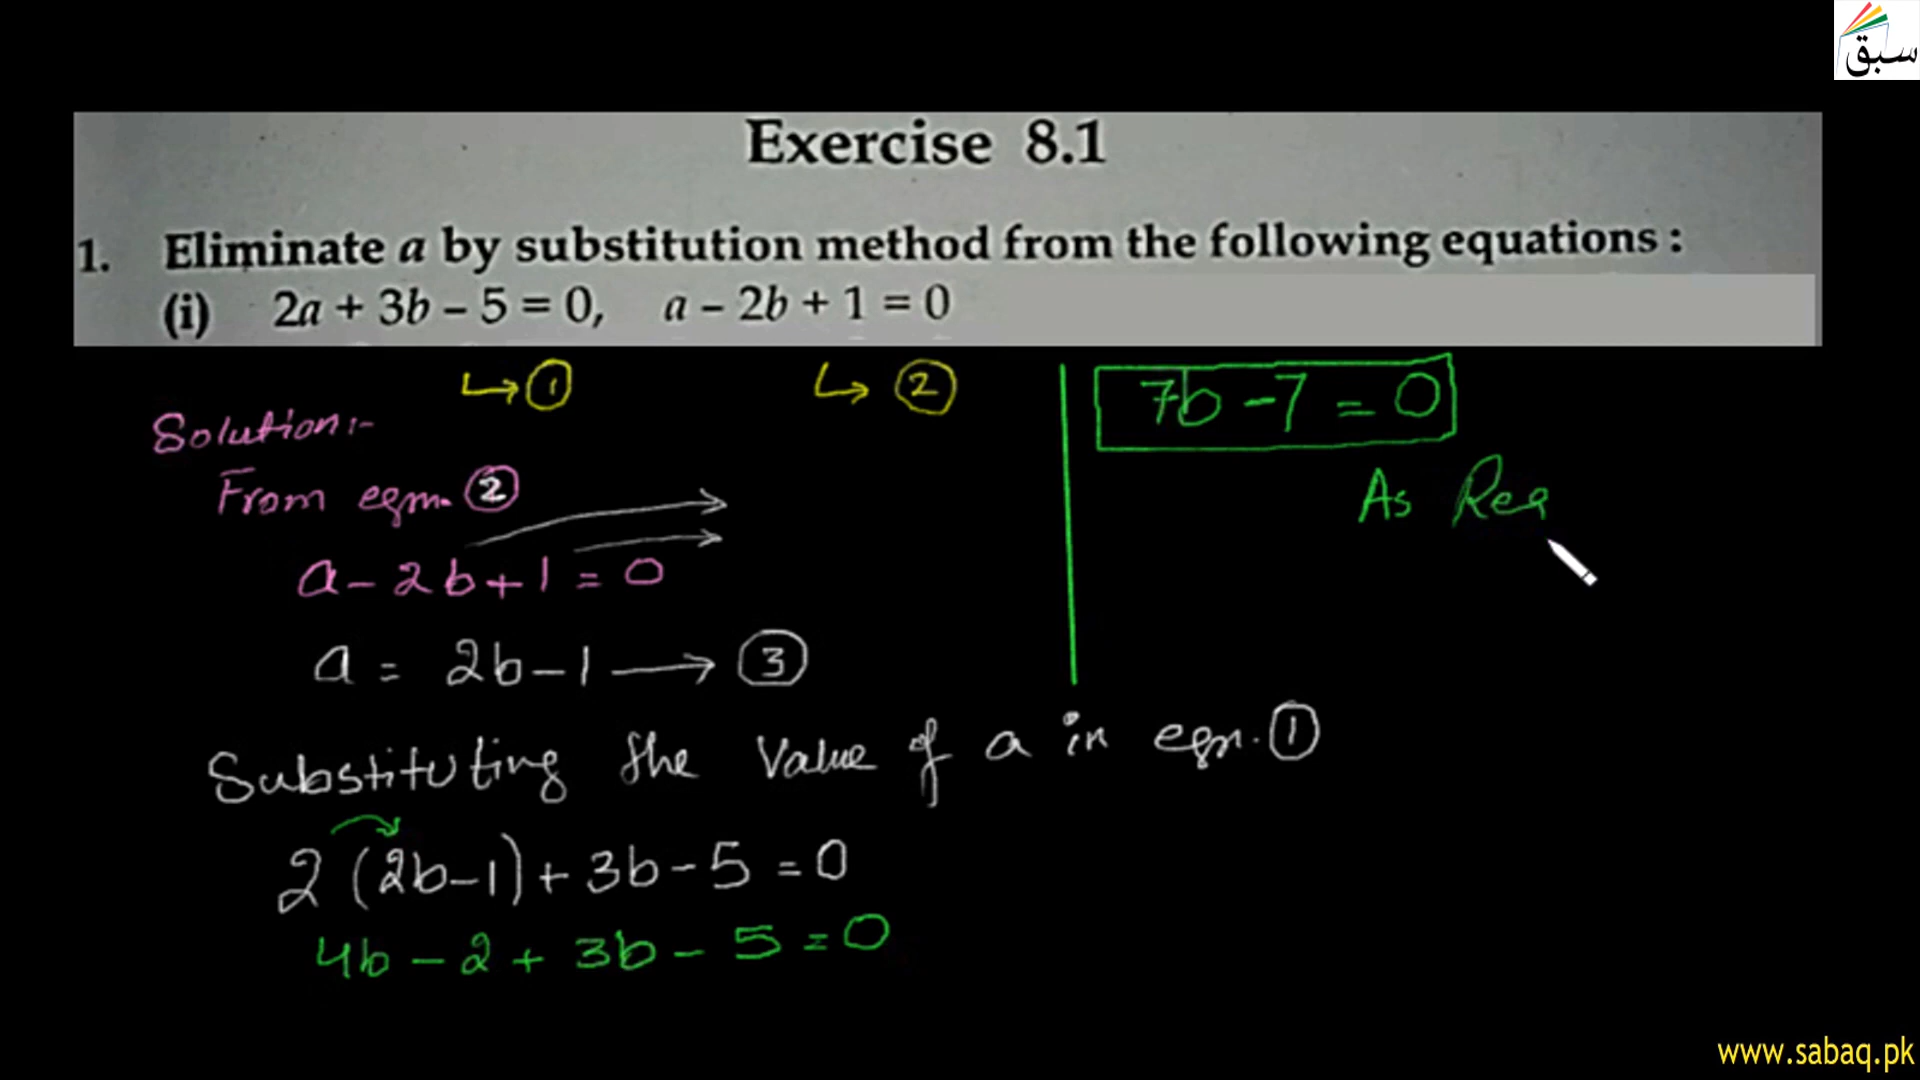 سبق
Exercise 8.1
1. Eliminate a by substitution method from the following equations :
(i) 2a + 3b – 5 = 0, a – 2b + 1 = 0
↳ ① ↳ ②
Solution:-
From eqn. ②
a - 2b + 1 = 0
a = 2b - 1 → ③
Substituting the Value of a in eqn. ①
2 (2b-1) + 3b - 5 = 0
4b - 2 + 3b - 5 = 0
7b - 7 = 0
As Req
www.sabaq.pk